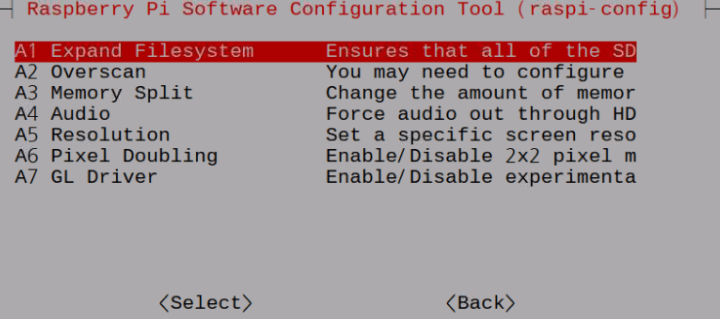 Raspberry Pi Software Configuration Tool (raspi-config)
A1 Expand Filesystem Ensures that all of the SD
A2 Overscan You may need to configure
A3 Memory Split Change the amount of memor
A4 Audio Force audio out through HD
A5 Resolution Set a specific screen reso
A6 Pixel Doubling Enable/Disable 2x2 pixel m
A7 GL Driver Enable/Disable experimenta
<Select> <Back>